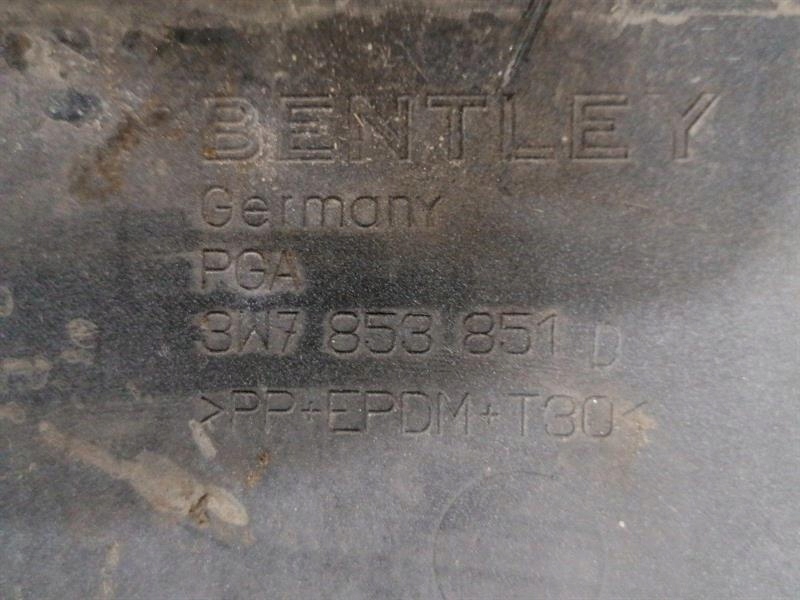 BENTLEY
Germany
PGA
3W7 853 851 D
>PP+EPDM+T30<